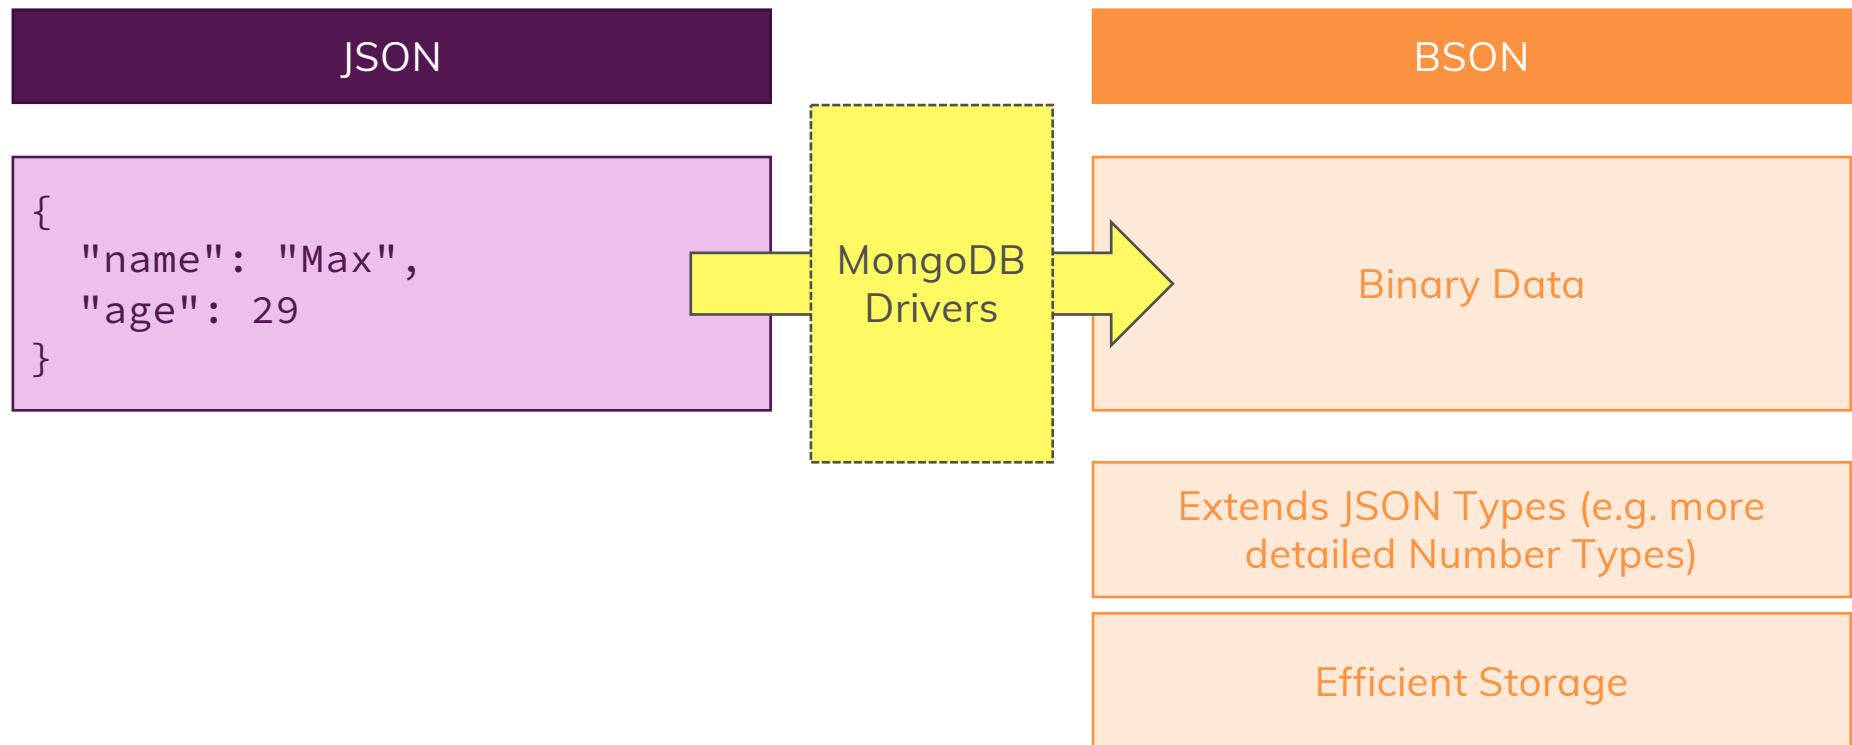 JSON
BSON
{
"name": "Max",
"age": 29
}
MongoDB
Drivers
Binary Data
Extends JSON Types (e.g. more
detailed Number Types)
Efficient Storage